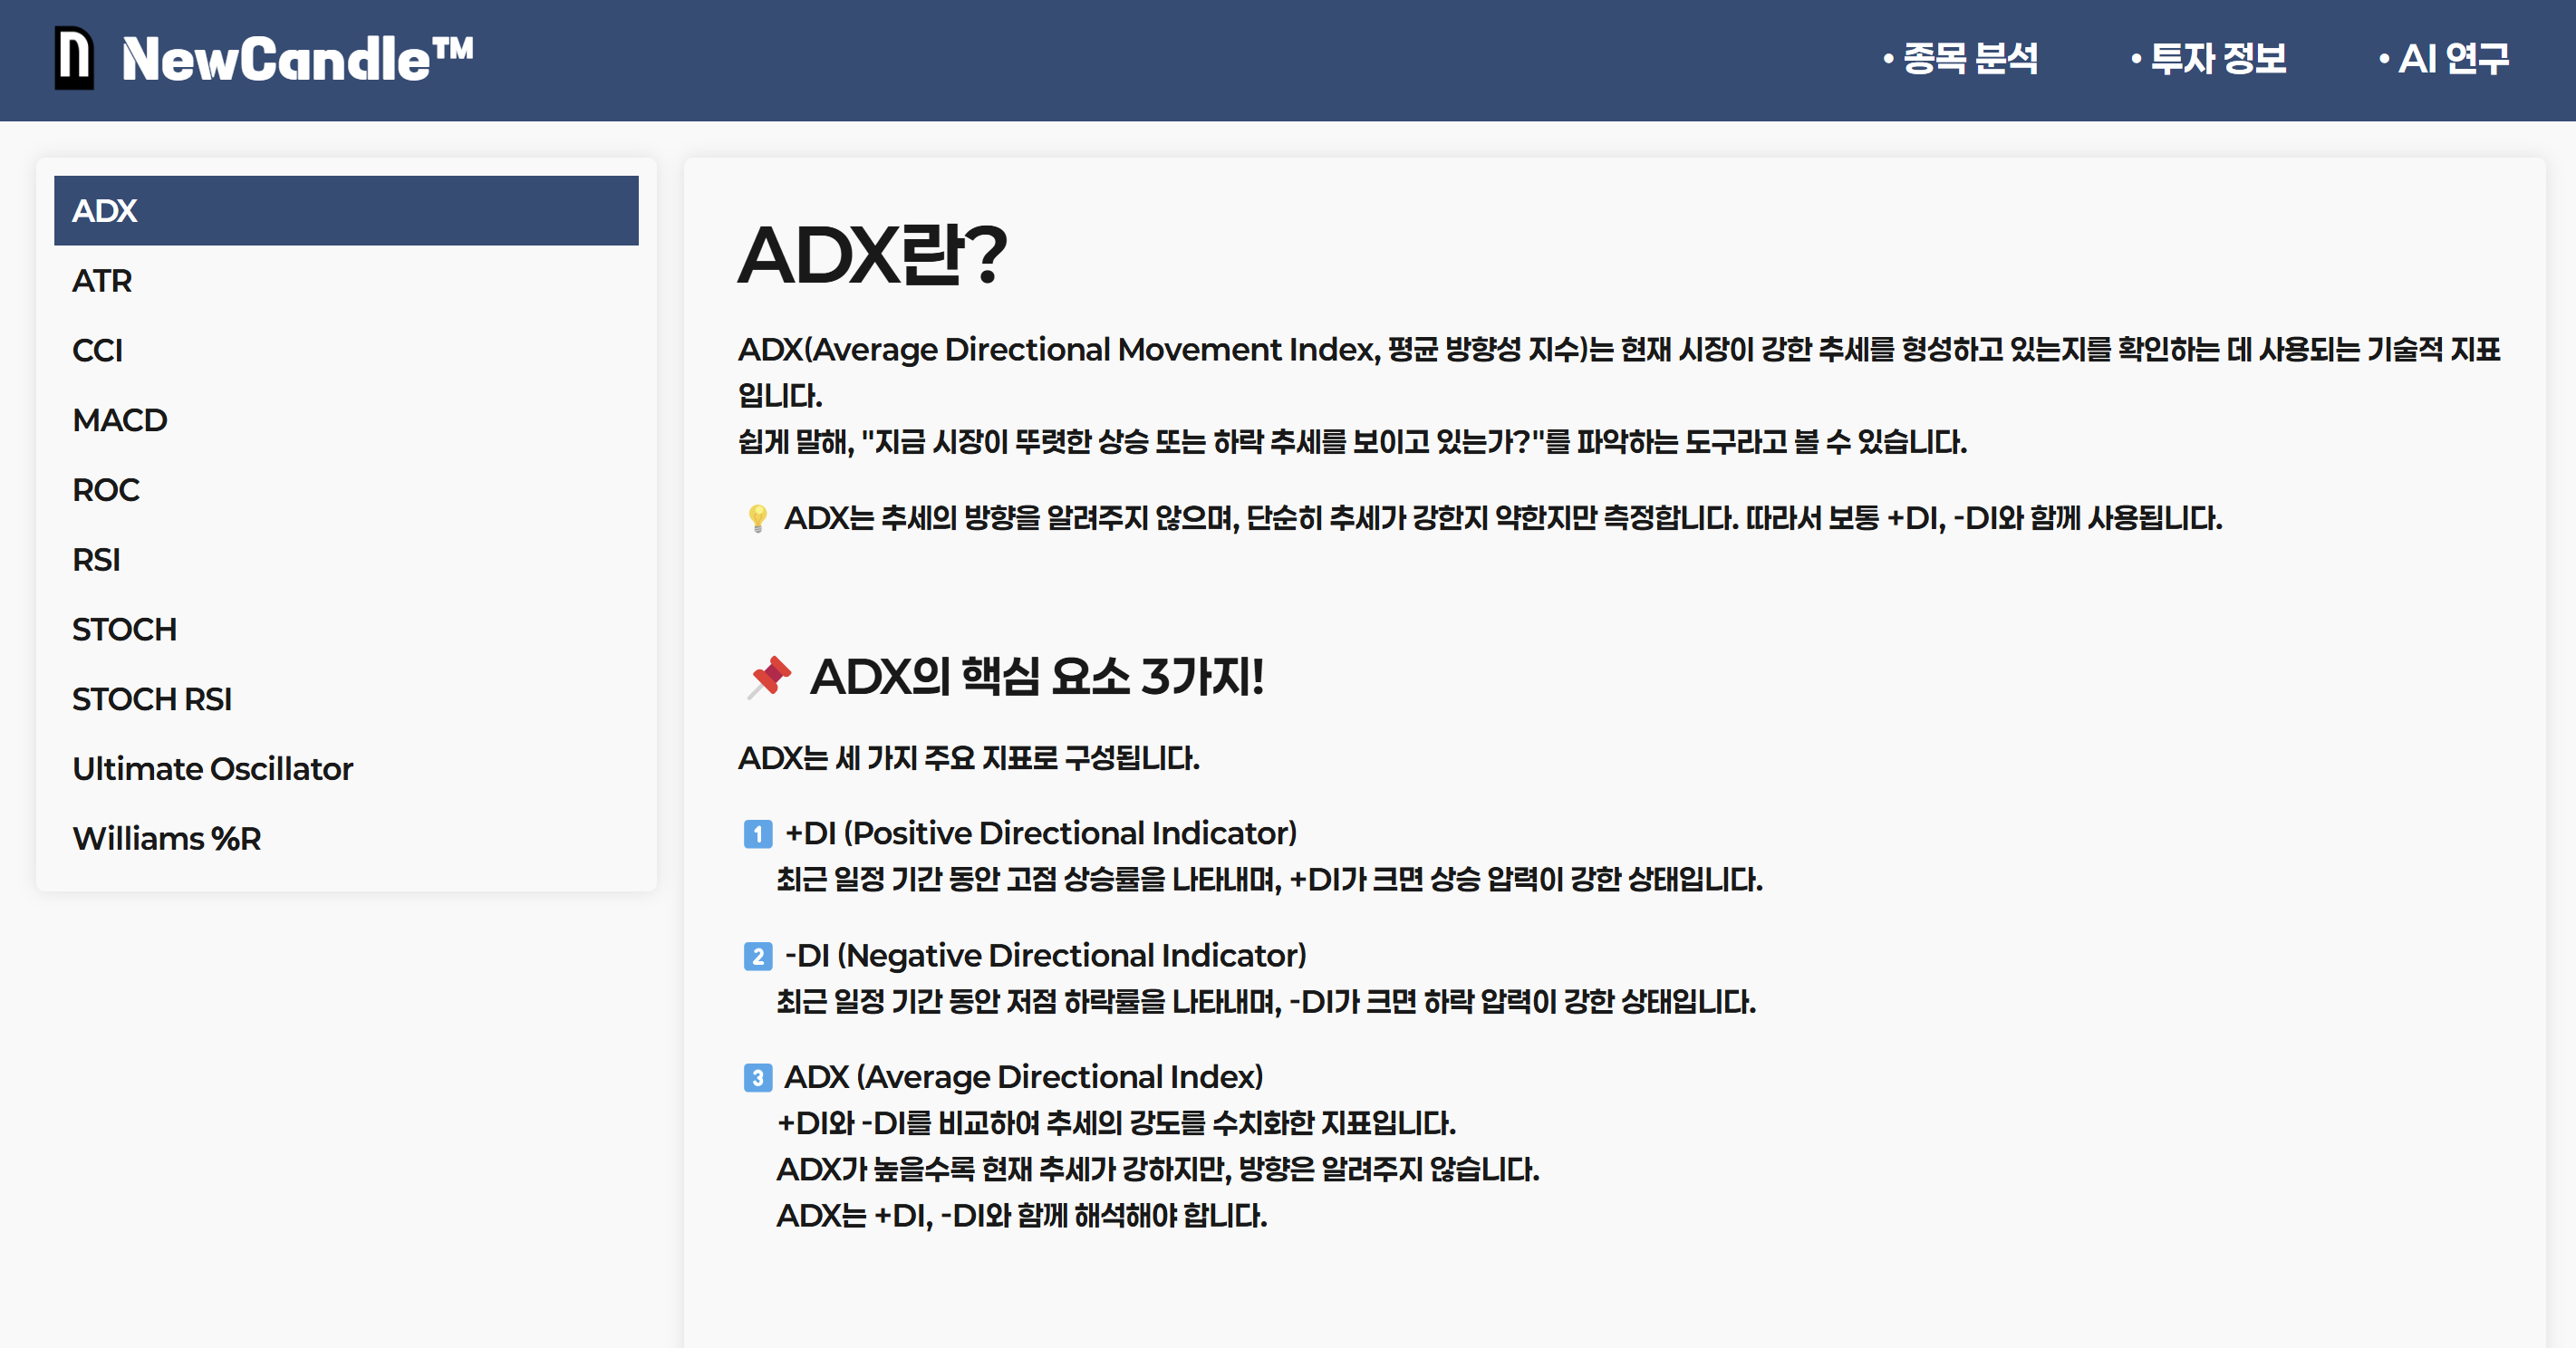 NewCandle™
• 종목 분석
• 투자 정보
• AI 연구
ADX
ATR
CCI
MACD
ROC
RSI
STOCH
STOCH RSI
Ultimate Oscillator
Williams %R
ADX란?
ADX(Average Directional Movement Index, 평균 방향성 지수)는 현재 시장이 강한 추세를 형성하고 있는지를 확인하는 데 사용되는 기술적 지표
입니다.
쉽게 말해, "지금 시장이 뚜렷한 상승 또는 하락 추세를 보이고 있는가?"를 파악하는 도구라고 볼 수 있습니다.
💡 ADX는 추세의 방향을 알려주지 않으며, 단순히 추세가 강한지 약한지만 측정합니다. 따라서 보통 +DI, -DI와 함께 사용됩니다.
📌 ADX의 핵심 요소 3가지!
ADX는 세 가지 주요 지표로 구성됩니다.
1️⃣ +DI (Positive Directional Indicator)
최근 일정 기간 동안 고점 상승률을 나타내며, +DI가 크면 상승 압력이 강한 상태입니다.
2️⃣ -DI (Negative Directional Indicator)
최근 일정 기간 동안 저점 하락률을 나타내며, -DI가 크면 하락 압력이 강한 상태입니다.
3️⃣ ADX (Average Directional Index)
+DI와 -DI를 비교하여 추세의 강도를 수치화한 지표입니다.
ADX가 높을수록 현재 추세가 강하지만, 방향은 알려주지 않습니다.
ADX는 +DI, -DI와 함께 해석해야 합니다.